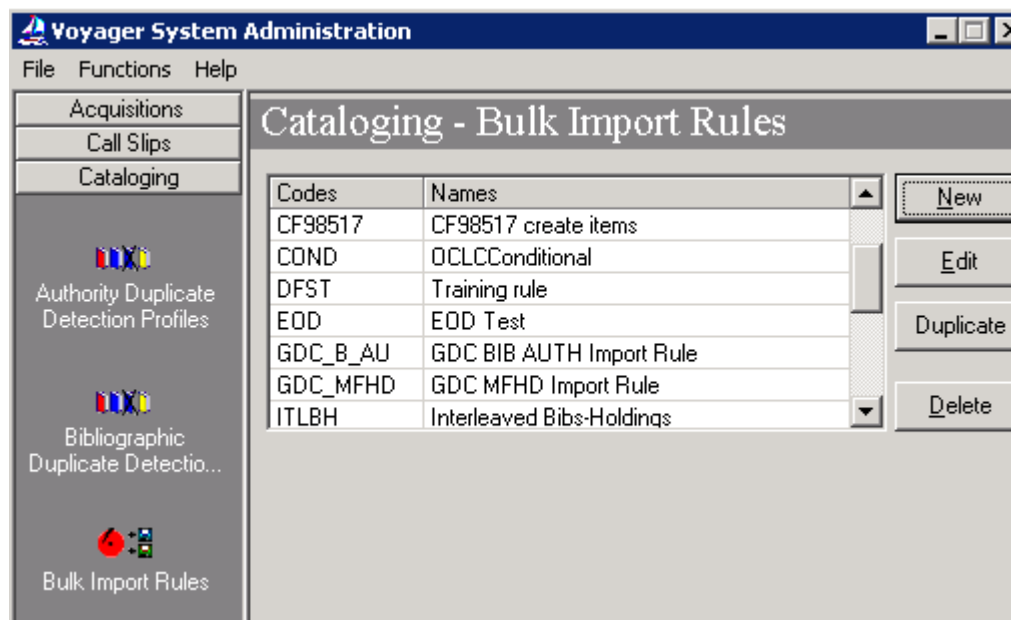 Voyager System Administration
File Functions Help
Acquisitions
Call Slips
Cataloging
Authority Duplicate
Detection Profiles
Bibliographic
Duplicate Detectio...
Bulk Import Rules
Cataloging - Bulk Import Rules
Codes Names
CF98517 CF98517 create items
COND OCLCConditional
DFST Training rule
EOD EOD Test
GDC_B_AU GDC BIB AUTH Import Rule
GDC_MFHD GDC MFHD Import Rule
ITLBH Interleaved Bibs-Holdings
New
Edit
Duplicate
Delete